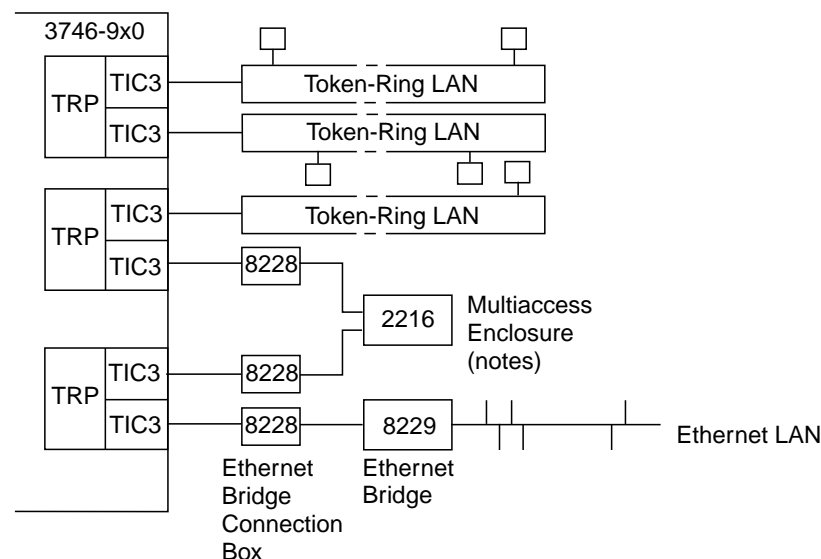 3746-9x0
TRP
TIC3
Token-Ring LAN
TIC3
Token-Ring LAN
TRP
TIC3
Token-Ring LAN
TIC3
8228
2216
Multiaccess
Enclosure
(notes)
TRP
TIC3
8228
TIC3
8228
8229
Ethernet LAN
Ethernet
Bridge
Connection
Box
Ethernet
Bridge